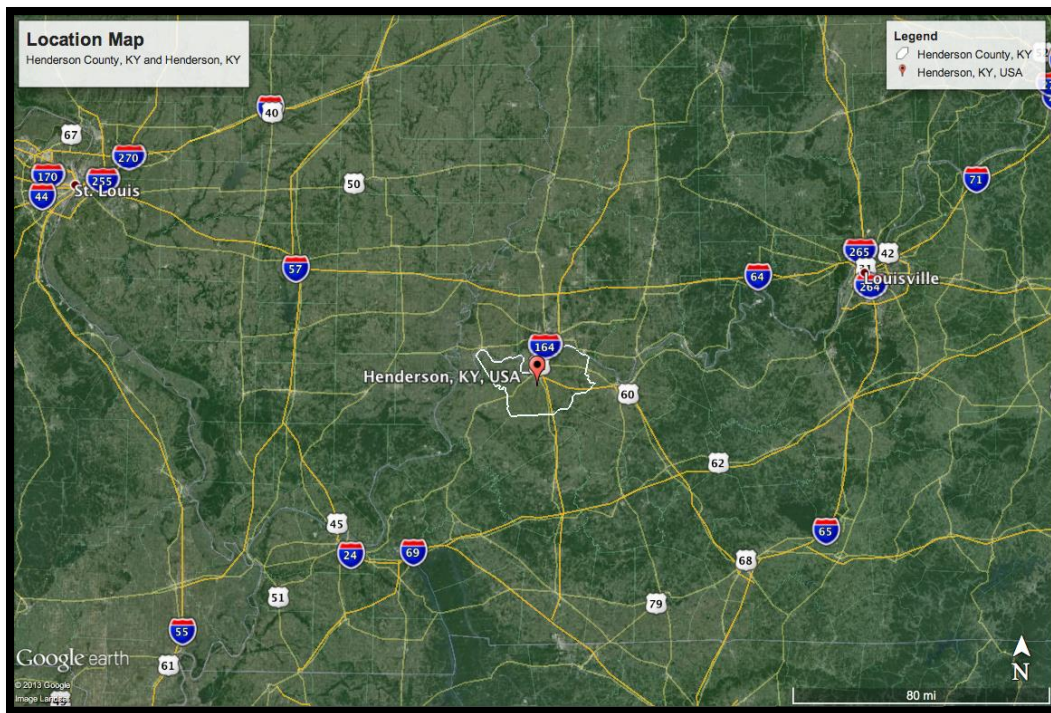 Location Map
Henderson County, KY and Henderson, KY
Legend
Henderson County, KY
Henderson, KY, USA
40
67
270
170
255
St. Louis
44
50
71
265
42
57
64
Louisville
264
164
Henderson, KY, USA
60
62
45
65
24
69
68
51
79
55
61
Google earth
N
© 2013 Google
80 mi